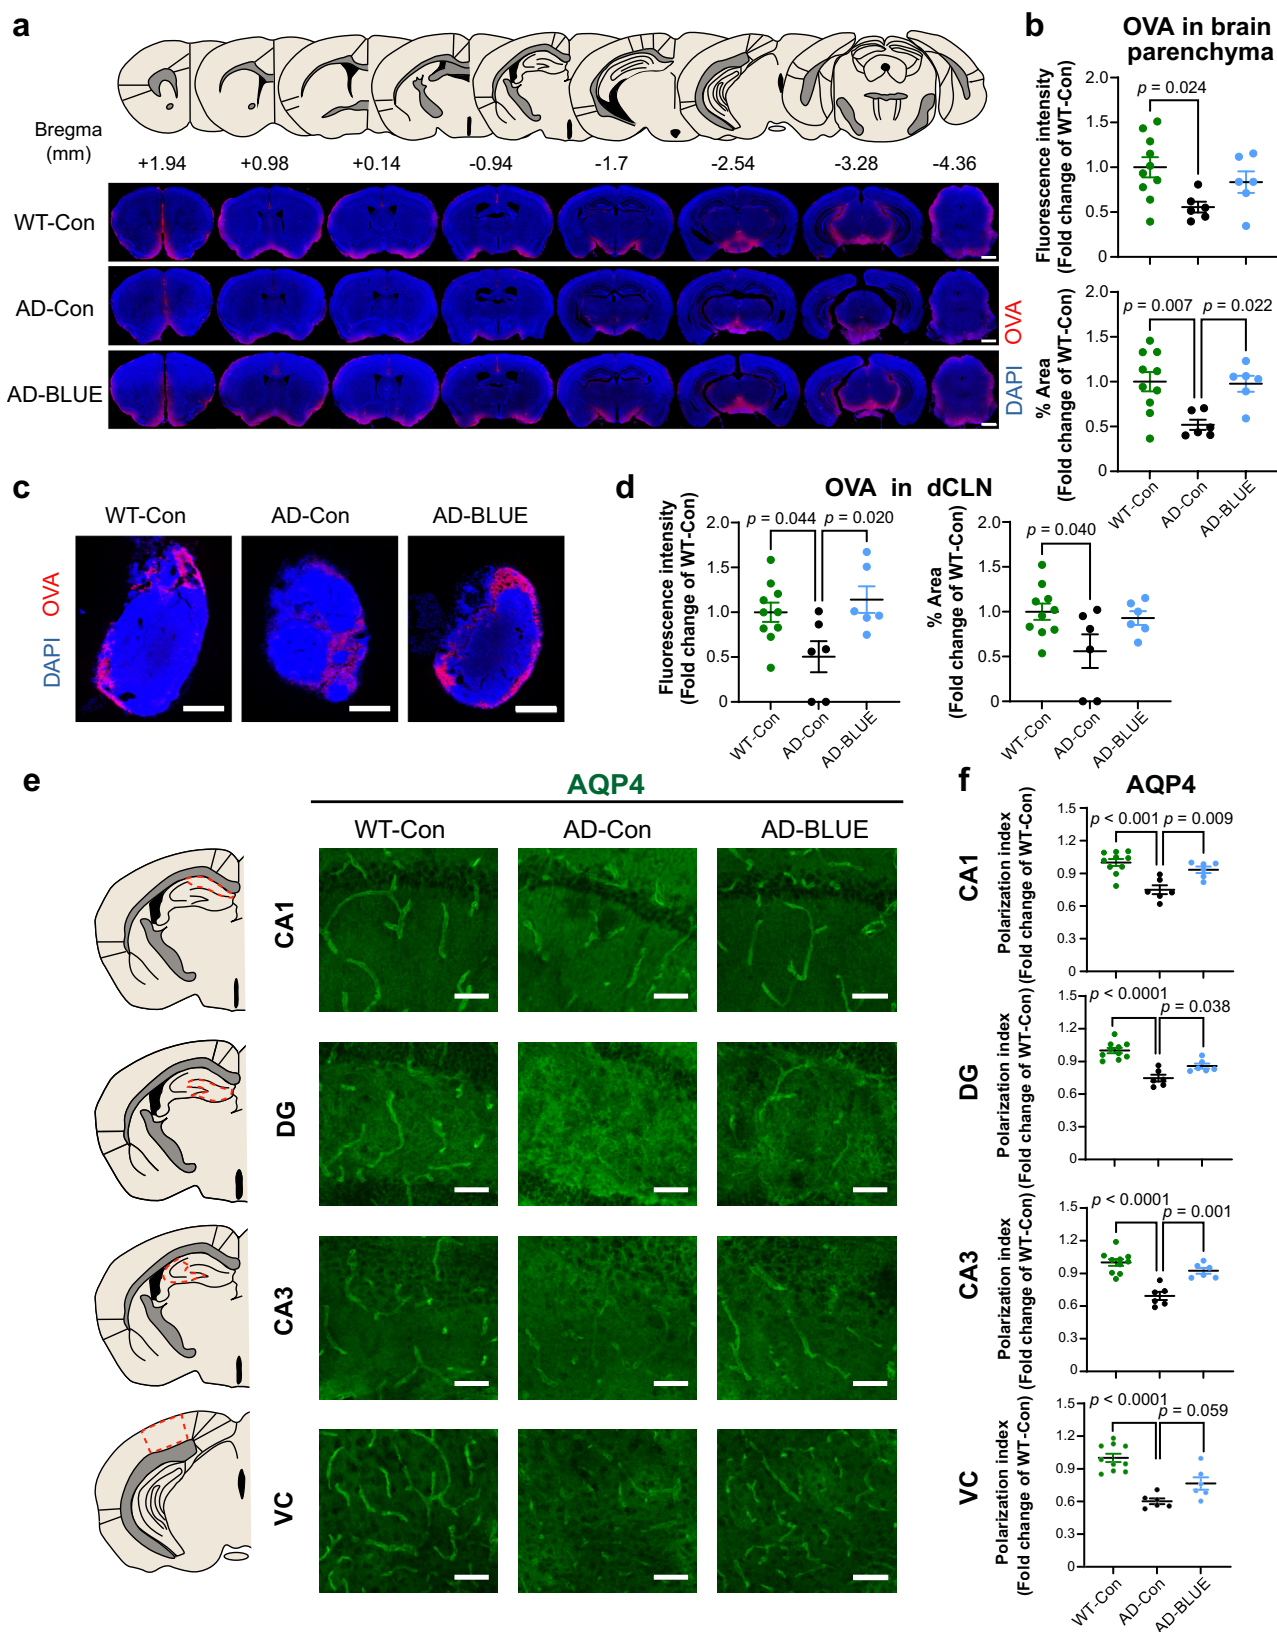 a
Bregma
(mm)
+1.94 +0.98 +0.14 -0.94 -1.7 -2.54 -3.28 -4.36
WT-Con
AD-Con
AD-BLUE
DAPI OVA
b OVA in brain
parenchyma
Fluorescence intensity
(Fold change of WT-Con)
2.0
1.5
1.0
0.5
0
p = 0.024
% Area
(Fold change of WT-Con)
2.0
1.5
1.0
0.5
0
p = 0.007 p = 0.022
WT-Con AD-Con AD-BLUE
c
WT-Con AD-Con AD-BLUE
DAPI OVA
d OVA in dCLN
Fluorescence intensity
(Fold change of WT-Con)
2.0
1.5
1.0
0.5
0
p = 0.044 p = 0.020
WT-Con AD-Con AD-BLUE
% Area
(Fold change of WT-Con)
2.0
1.5
1.0
0.5
0
p = 0.040
WT-Con AD-Con AD-BLUE
e
AQP4
WT-Con AD-Con AD-BLUE
CA1
DG
CA3
VC
f AQP4
CA1
Polarization index
(Fold change of WT-Con)
1.5
1.2
0.9
0.6
0.3
0
p < 0.001 p = 0.009
DG
Polarization index
(Fold change of WT-Con)
1.5
1.2
0.9
0.6
0.3
0
p < 0.0001
p = 0.038
CA3
Polarization index
(Fold change of WT-Con)
1.5
1.2
0.9
0.6
0.3
0
p < 0.0001
p = 0.001
VC
Polarization index
(Fold change of WT-Con)
1.5
1.2
0.9
0.6
0.3
0
p < 0.0001
p = 0.059
WT-Con AD-Con AD-BLUE